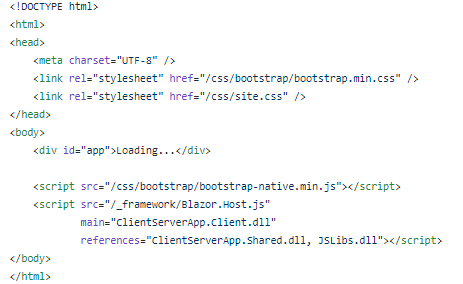 <!DOCTYPE html>
<html>
<head>
    <meta charset="UTF-8" />
    <link rel="stylesheet" href="/css/bootstrap/bootstrap.min.css" />
    <link rel="stylesheet" href="/css/site.css" />
</head>
<body>
    <div id="app">Loading...</div>

    <script src="/css/bootstrap/bootstrap-native.min.js"></script>
    <script src="/_framework/Blazor.Host.js"
            main="ClientServerApp.Client.dll"
            references="ClientServerApp.Shared.dll, JSLibs.dll"></script>
</body>
</html>